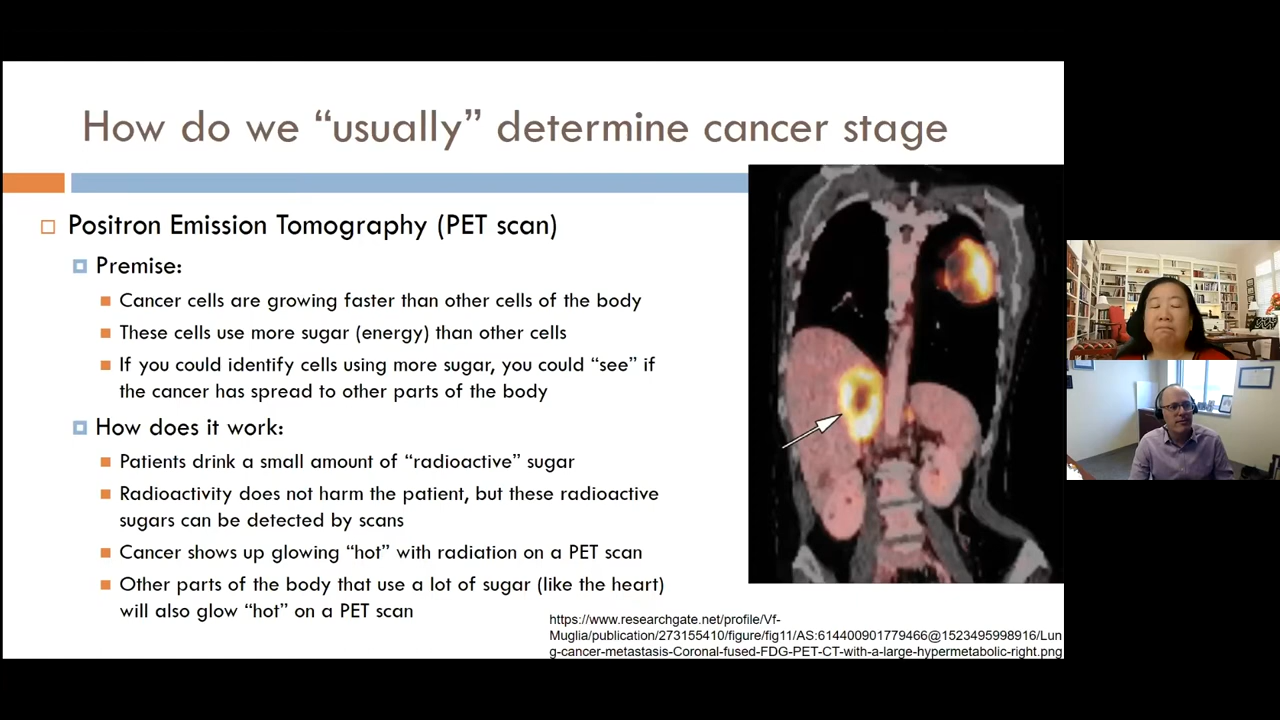 How do we “usually” determine cancer stage
Positron Emission Tomography (PET scan)
Premise:
Cancer cells are growing faster than other cells of the body
These cells use more sugar (energy) than other cells
If you could identify cells using more sugar, you could “see” if
the cancer has spread to other parts of the body
How does it work:
Patients drink a small amount of “radioactive” sugar
Radioactivity does not harm the patient, but these radioactive
sugars can be detected by scans
Cancer shows up glowing “hot” with radiation on a PET scan
Other parts of the body that use a lot of sugar (like the heart)
will also glow “hot” on a PET scan
https://www.researchgate.net/profile/Vf-
Muglia/publication/273155410/figure/fig11/AS:614400901779466@1523495998916/Lun
g-cancer-metastasis-Coronal-fused-FDG-PET-CT-with-a-large-hypermetabolic-right.png